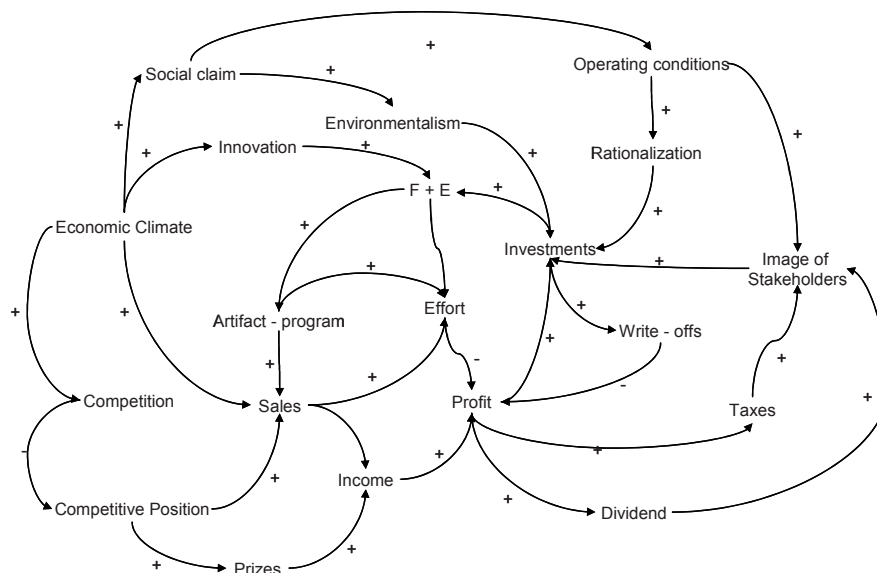 +
Social claim
+
Operating conditions
+
Environmentalism
+
+
+
+
Innovation
+
+
Rationalization
F + E
+
+
+
Economic Climate
Investments
+
Image of
Stakeholders
+
+
+
Artifact - program
Effort
+
+
Write - offs
+
+
+
-
-
+
+
Competition
Sales
Profit
Taxes
+
-
+
+
+
Income
+
Competitive Position
Dividend
+
+
Prizes